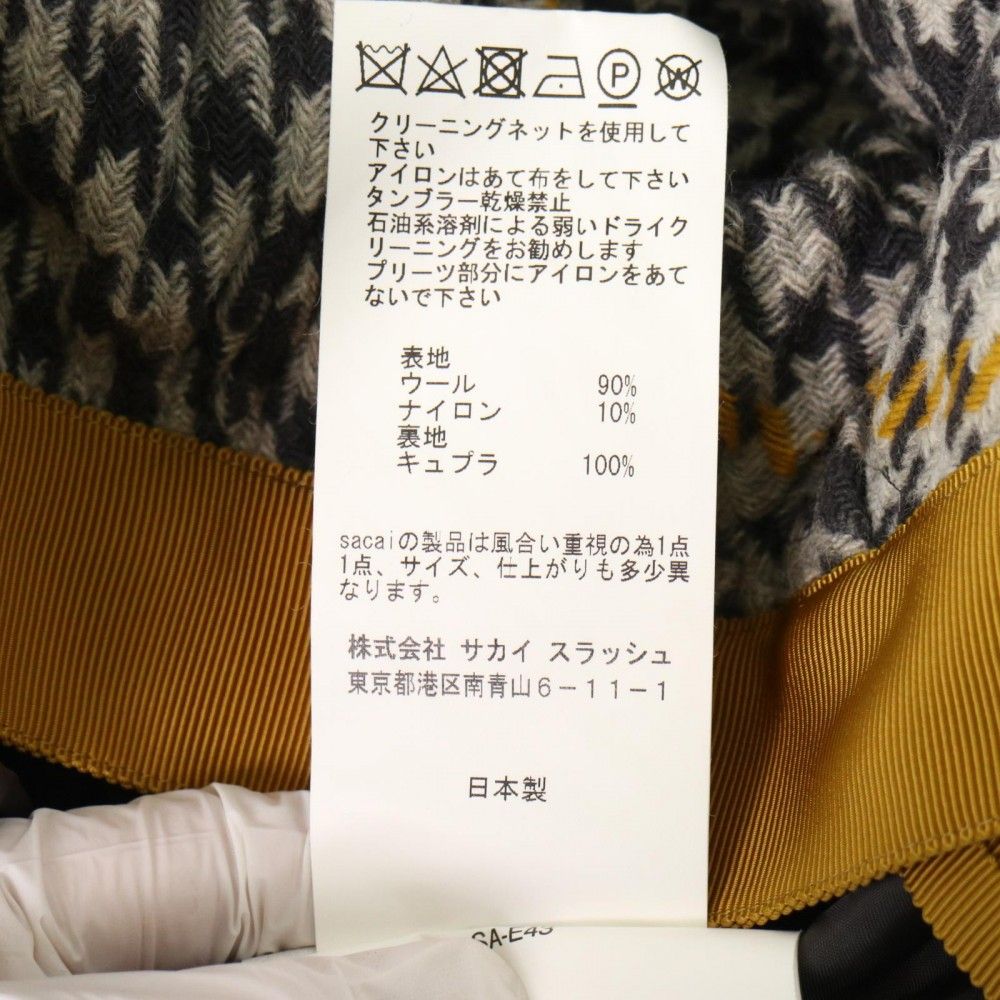 P W
クリーニングネットを使用して
下さい
アイロンはあて布をして下さい
タンブラー乾燥禁止
石油系溶剤による弱いドライク
リーニングをお勧めします
プリーツ部分にアイロンをあて
ないで下さい
表地
ウール 90%
ナイロン 10%
裏地
キュプラ 100%
sacaiの製品は風合い重視の為1点
1点、サイズ、仕上がりも多少異
なります。
株式会社 サカイ スラッシュ
東京都港区南青山6-11-1
日本製